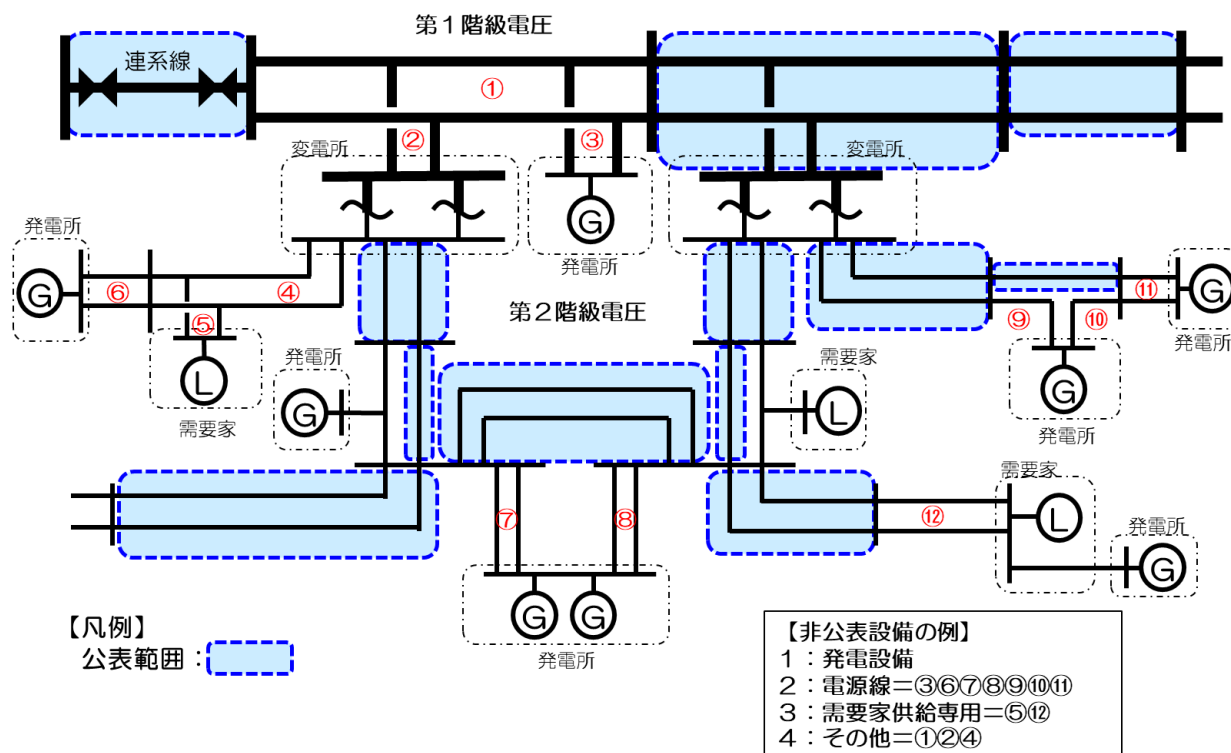 第１階級電圧
連系線
①
②
③
変電所
変電所
発電所
G
発電所
G
⑥
④
⑤
L
需要家
第２階級電圧
⑨
⑩
⑪
G
発電所
G
発電所
発電所
G
需要家
L
⑦
⑧
G
G
発電所
⑫
需要家
L
発電所
G
【凡例】
公表範囲：
【非公表設備の例】
１：発電設備
２：電源線＝③⑥⑦⑧⑨⑩⑪
３：需要家供給専用＝⑤⑫
４：その他＝①②④